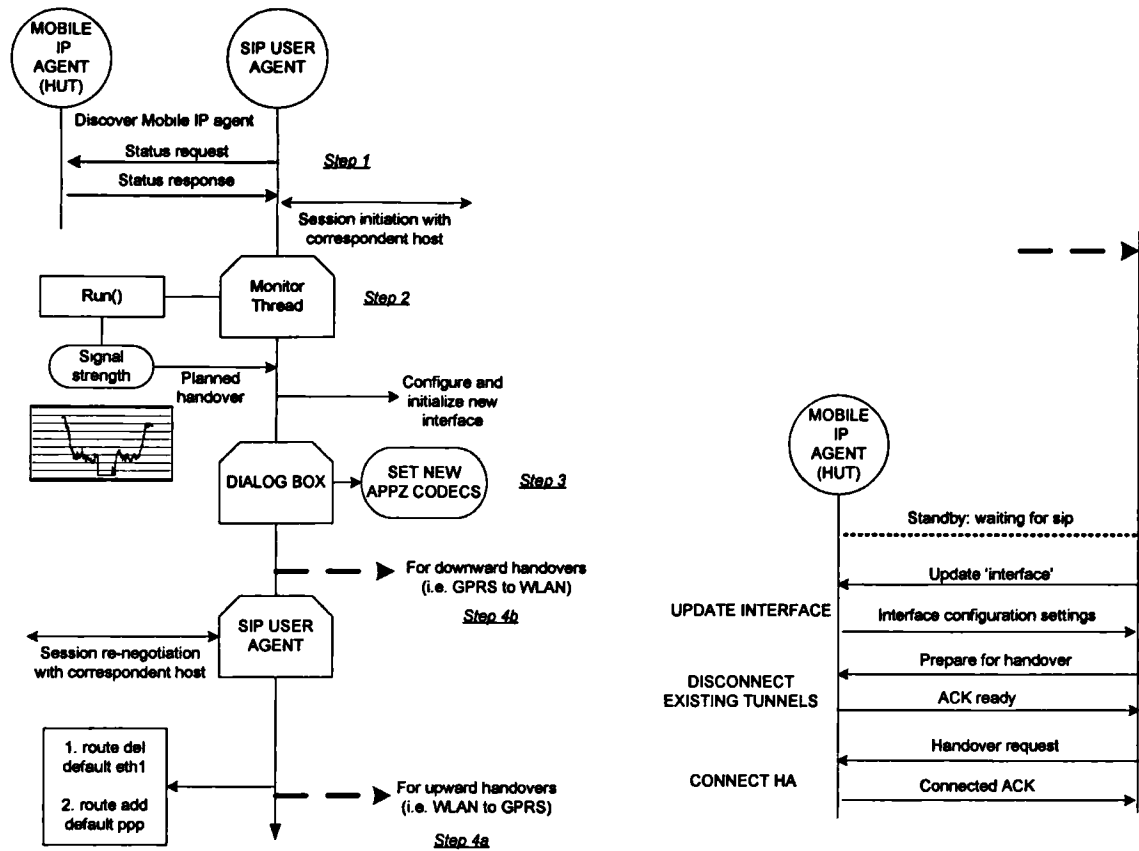 MOBILE
IP
AGENT
(HUT)
SIP USER
AGENT
Discover Mobile IP agent
Status request
Step 1
Status response
Session initiation with
correspondent host
Monitor
Thread
Step 2
Run()
Signal
strength
Planned
handover
Configure and
initialize new
interface
DIALOG BOX
SET NEW
APPZ CODECS
Step 3
For downward handovers
(i.e. GPRS to WLAN)
Step 4b
SIP USER
AGENT
Session re-negotiation
with correspondent host
1. route del
default eth1
2. route add
default ppp
For upward handovers
(i.e. WLAN to GPRS)
Step 4a
MOBILE
IP
AGENT
(HUT)
Standby: waiting for sip
Update 'interface'
UPDATE INTERFACE
Interface configuration settings
Prepare for handover
DISCONNECT
EXISTING TUNNELS
ACK ready
Handover request
CONNECT HA
Connected ACK